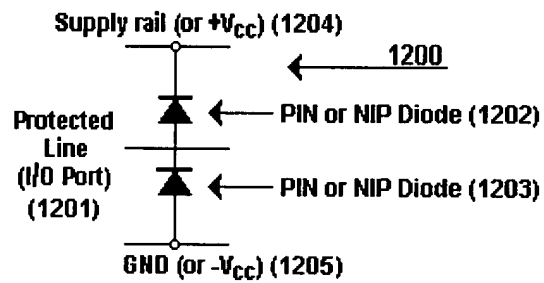 Supply rail (or +VCC) (1204)
1200
PIN or NIP Diode (1202)
Protected
Line
(I/O Port)
(1201)
PIN or NIP Diode (1203)
GND (or -VCC) (1205)